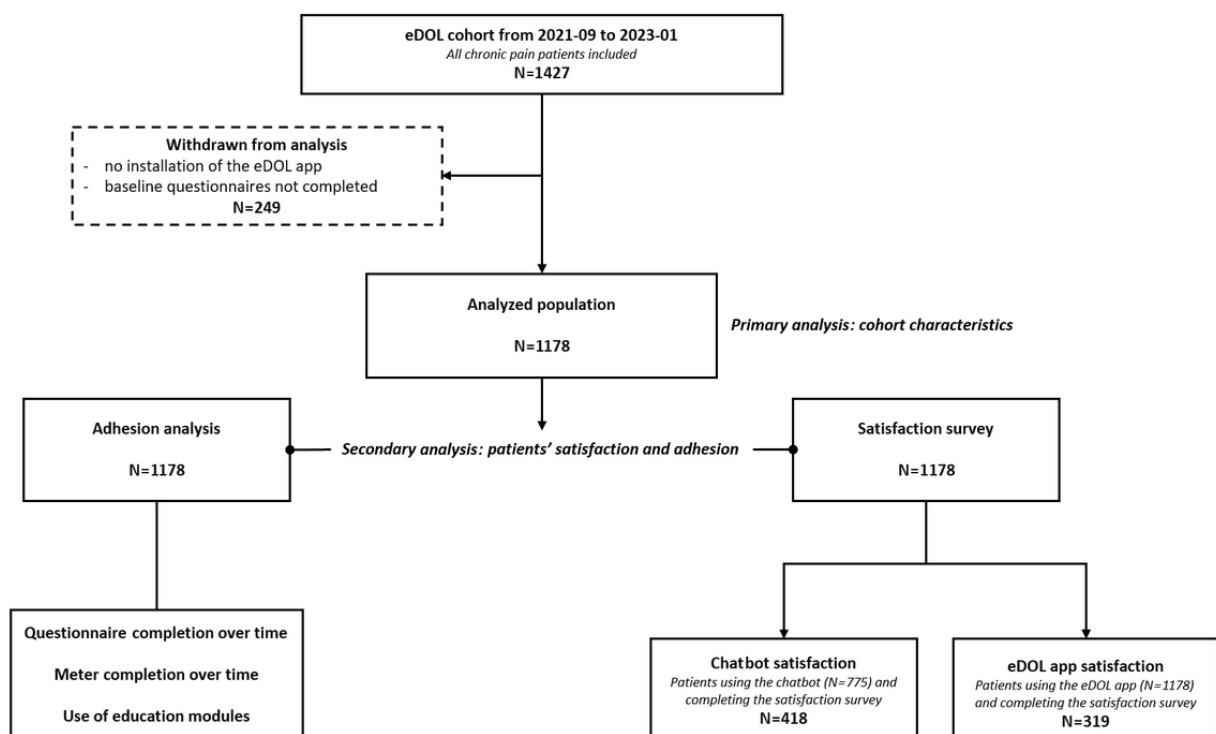 eDOL cohort from 2021-09 to 2023-01
All chronic pain patients included
N=1427
Withdrawn from analysis
- no installation of the eDOL app
- baseline questionnaires not completed
N=249
Analyzed population
N=1178
Primary analysis: cohort characteristics
Adhesion analysis
N=1178
Secondary analysis: patients’ satisfaction and adhesion
Satisfaction survey
N=1178
Questionnaire completion over time
Meter completion over time
Use of education modules
Chatbot satisfaction
Patients using the chatbot (N=775) and
completing the satisfaction survey
N=418
eDOL app satisfaction
Patients using the eDOL app (N=1178)
and completing the satisfaction survey
N=319